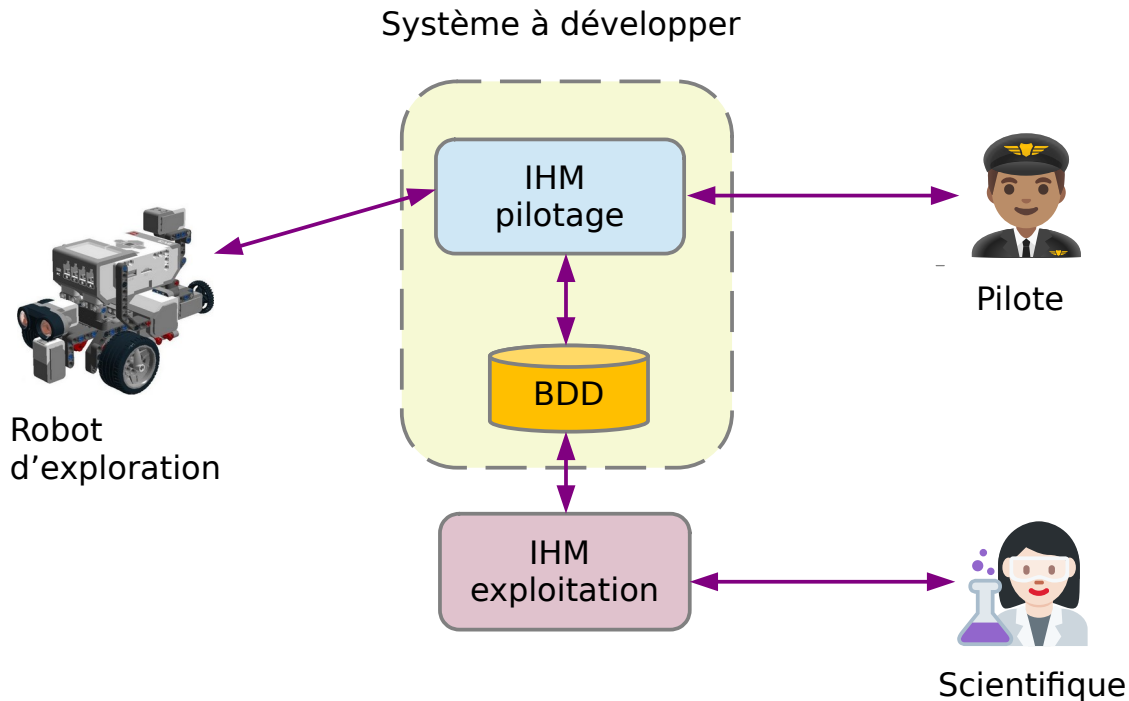 Système à développer
IHM
pilotage
Pilote
BDD
Robot
d’exploration
IHM
exploitation
Scientifique